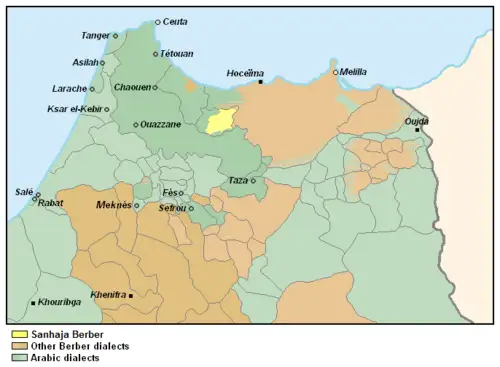 Ceuta
Tanger
Tétouan
Asilah
Hoceïma
Melilla
Larache
Chaouen
Ksar el-Kebir
Ouazzane
Oujda
Taza
Fès
Salé
Rabat
Meknès
Sefrou
Khouribga
Khenifra
Sanhaja Berber
Other Berber dialects
Arabic dialects